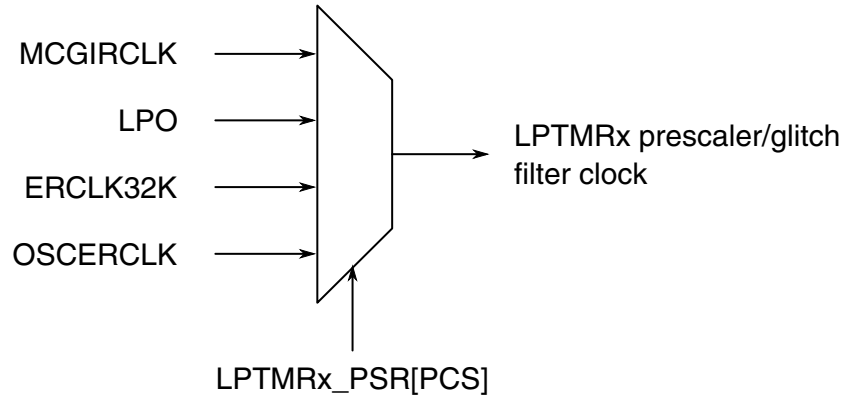 MCGIRCLK
LPO
ERCLK32K
OSCERCLK
LPTMRx prescaler/glitch
filter clock
LPTMRx_PSR[PCS]